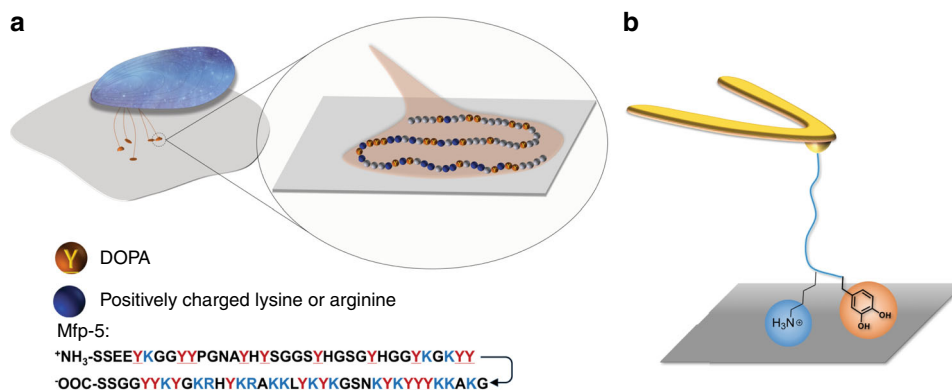 a
DOPA
Y
Positively charged lysine or arginine
Mfp-5:
⁺NH₃-SSEEYKGGYYPGNAYHYSGGSYHGSGYHGGYKGKYY
⁻OOC-SSGGYYKYGKRHYKRAKKLYKYKGSNKYKYYYKKAKG
b
H₃N⊕
OH
OH